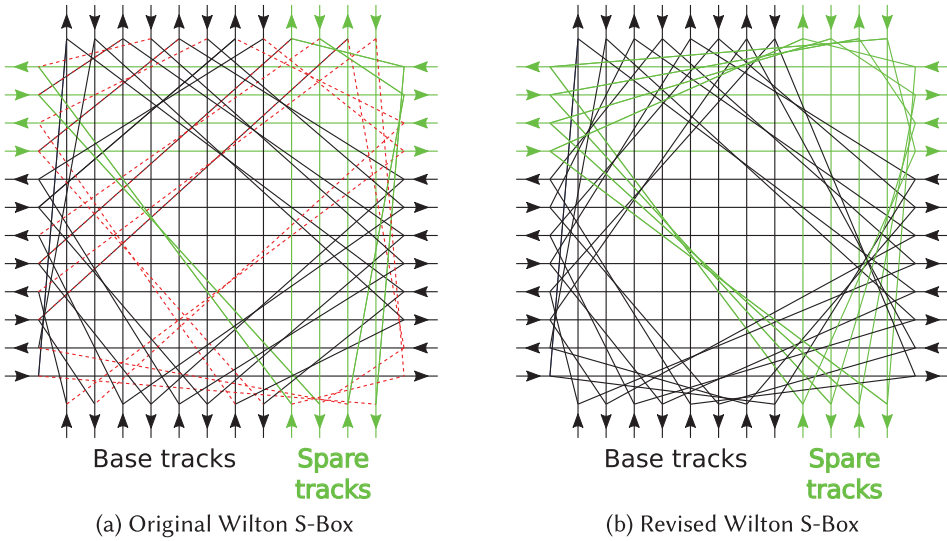 Base tracks
Spare
tracks
Base tracks
Spare
tracks
(a) Original Wilton S-Box
(b) Revised Wilton S-Box